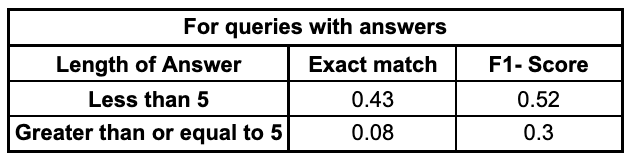 For queries with answers
Length of Answer Exact match F1- Score
Less than 5 0.43 0.52
Greater than or equal to 5 0.08 0.3